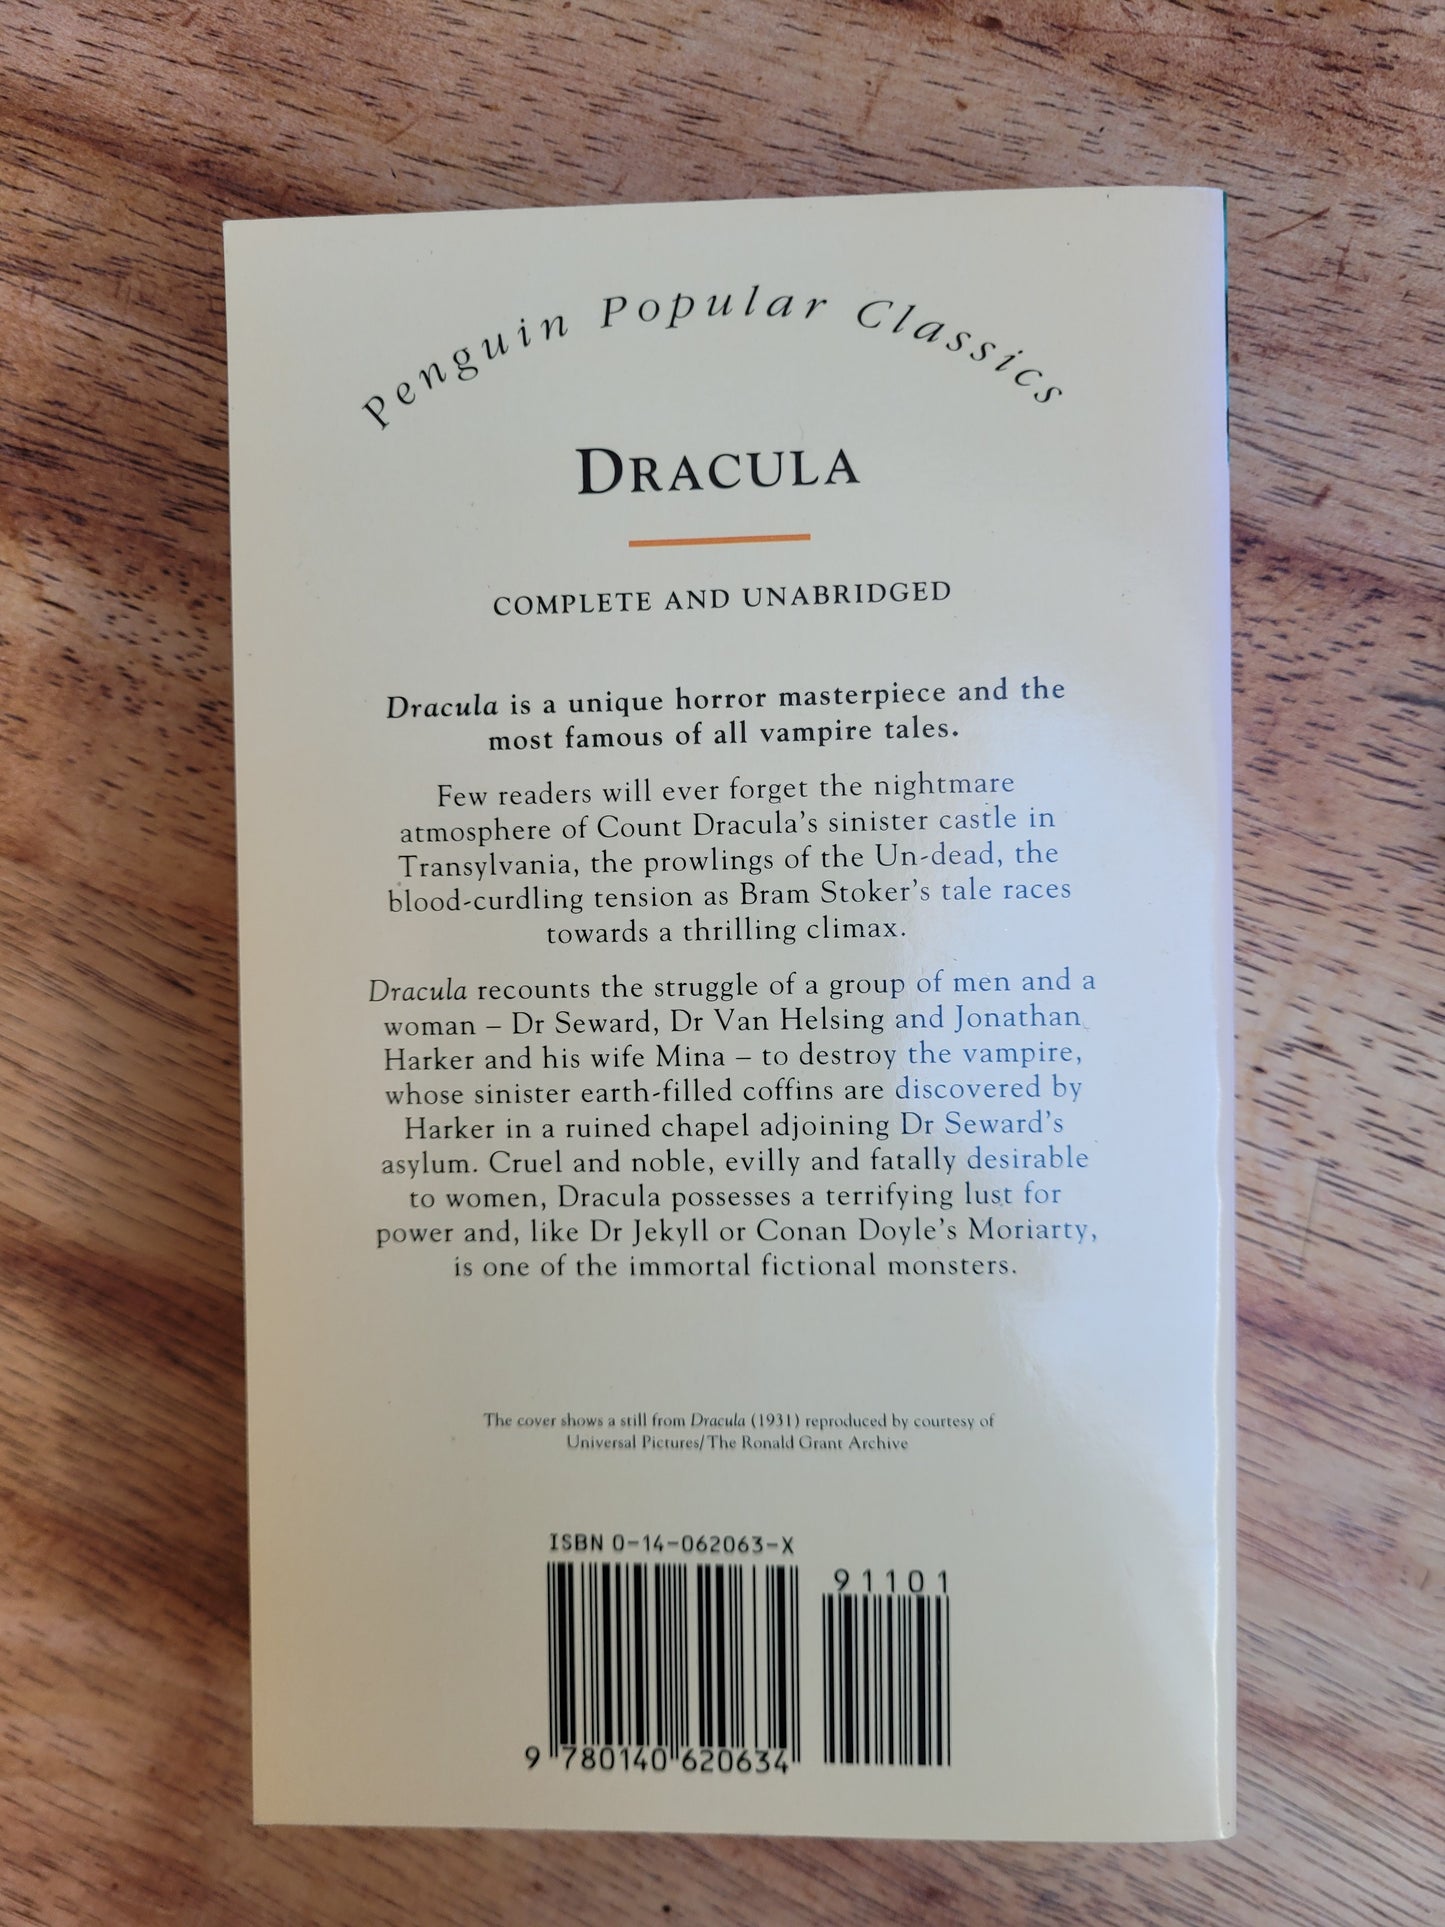 Penguin Popular Classics
DRACULA
COMPLETE AND UNABRIDGED
Dracula is a unique horror masterpiece and the
most famous of all vampire tales.
Few readers will ever forget the nightmare
atmosphere of Count Dracula's sinister castle in
Transylvania, the prowlings of the Un-dead, the
blood-curdling tension as Bram Stoker's tale races
towards a thrilling climax.
Dracula recounts the struggle of a group of men and a
woman – Dr Seward, Dr Van Helsing and Jonathan
Harker and his wife Mina – to destroy the vampire,
whose sinister earth-filled coffins are discovered by
Harker in a ruined chapel adjoining Dr Seward's
asylum. Cruel and noble, evilly and fatally desirable
to women, Dracula possesses a terrifying lust for
power and, like Dr Jekyll or Conan Doyle's Moriarty,
is one of the immortal fictional monsters.
The cover shows a still from Dracula (1931) reproduced by courtesy of
Universal Pictures/The Ronald Grant Archive
ISBN 0-14-062063-X
91101
9 780140 620634